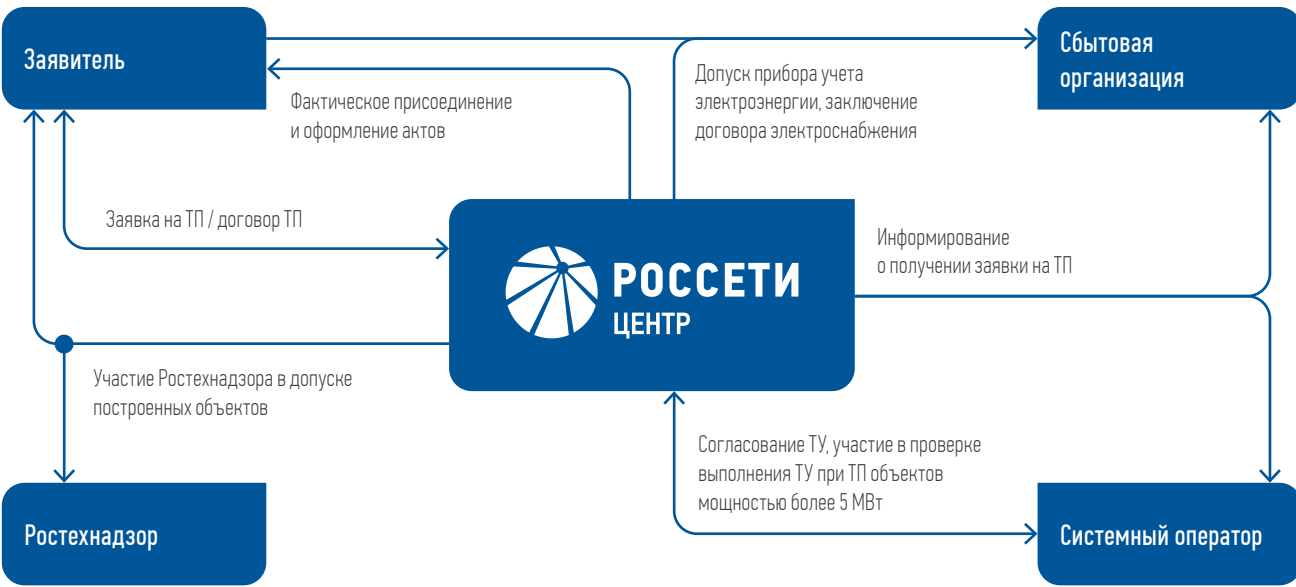 Заявитель
Сбытовая
организация
Фактическое присоединение
и оформление актов
Допуск прибора учета
электроэнергии, заключение
договора электроснабжения
Заявка на ТП / договор ТП
РОССЕТИ
ЦЕНТР
Информирование
о получении заявки на ТП
Участие Ростехнадзора в допуске
построенных объектов
Согласование ТУ, участие в проверке
выполнения ТУ при ТП объектов
мощностью более 5 МВт
Ростехнадзор
Системный оператор